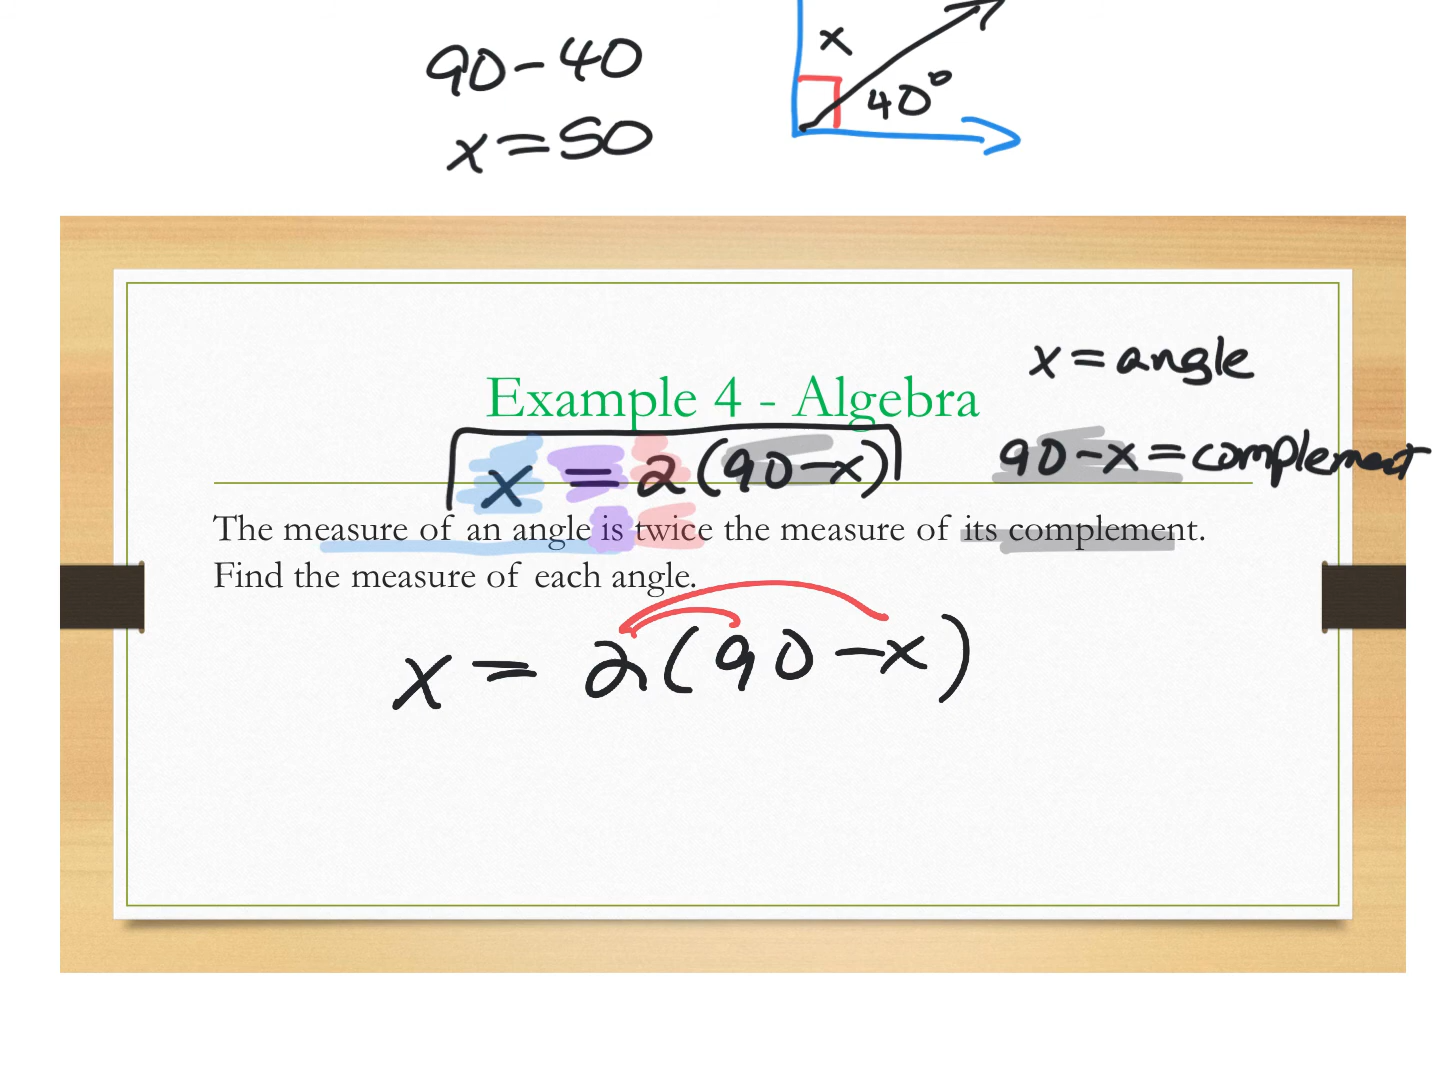 90-40
x=50
x
40°
Example 4 - Algebra
x=angle
x = 2(90-x)
90-x=complement
The measure of an angle is twice the measure of its complement.
Find the measure of each angle.
x = 2(90-x)